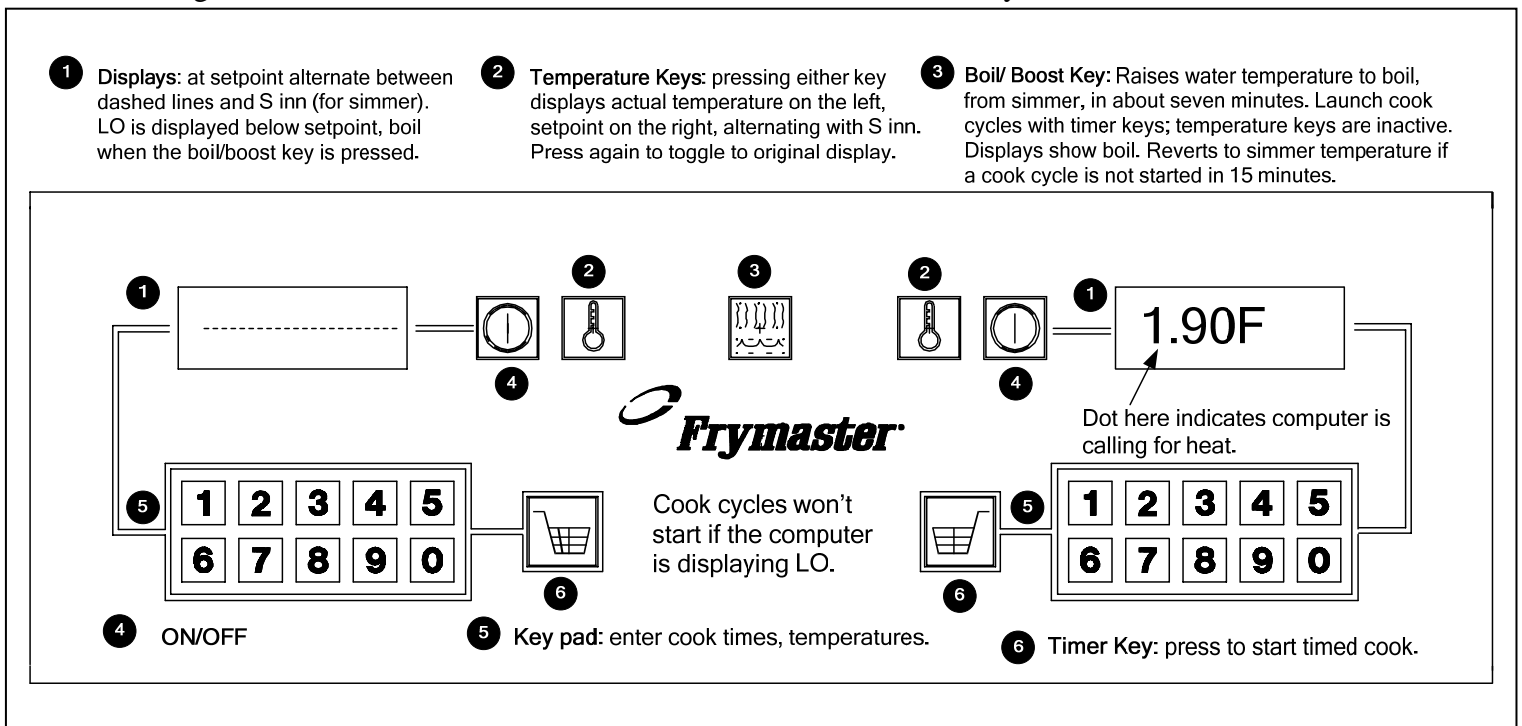 1 Displays: at setpoint alternate between
dashed lines and S inn (for simmer).
LO is displayed below setpoint, boil
when the boil/boost key is pressed.
2 Temperature Keys: pressing either key
displays actual temperature on the left,
setpoint on the right, alternating with S inn.
Press again to toggle to original display.
3 Boil/ Boost Key: Raises water temperature to boil,
from simmer, in about seven minutes. Launch cook
cycles with timer keys; temperature keys are inactive.
Displays show boil. Reverts to simmer temperature if
a cook cycle is not started in 15 minutes.
1
2
3
2
1
--------------------
1.90F
4
4
Dot here indicates computer is
calling for heat.
Frymaster
5
1 2 3 4 5
6 7 8 9 0
6
Cook cycles won't
start if the computer
is displaying LO.
6
5
1 2 3 4 5
6 7 8 9 0
4 ON/OFF
5 Key pad: enter cook times, temperatures.
6 Timer Key: press to start timed cook.